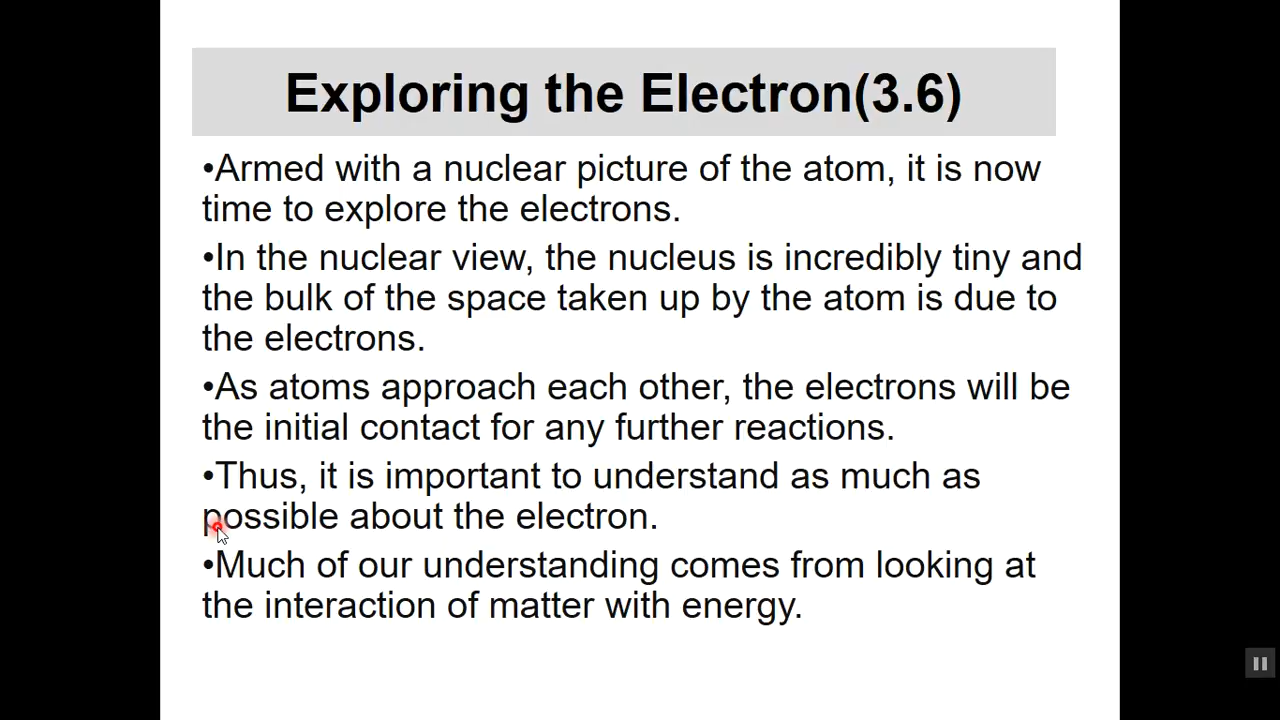 Exploring the Electron(3.6)
•Armed with a nuclear picture of the atom, it is now
time to explore the electrons.
•In the nuclear view, the nucleus is incredibly tiny and
the bulk of the space taken up by the atom is due to
the electrons.
•As atoms approach each other, the electrons will be
the initial contact for any further reactions.
•Thus, it is important to understand as much as
possible about the electron.
•Much of our understanding comes from looking at
the interaction of matter with energy.